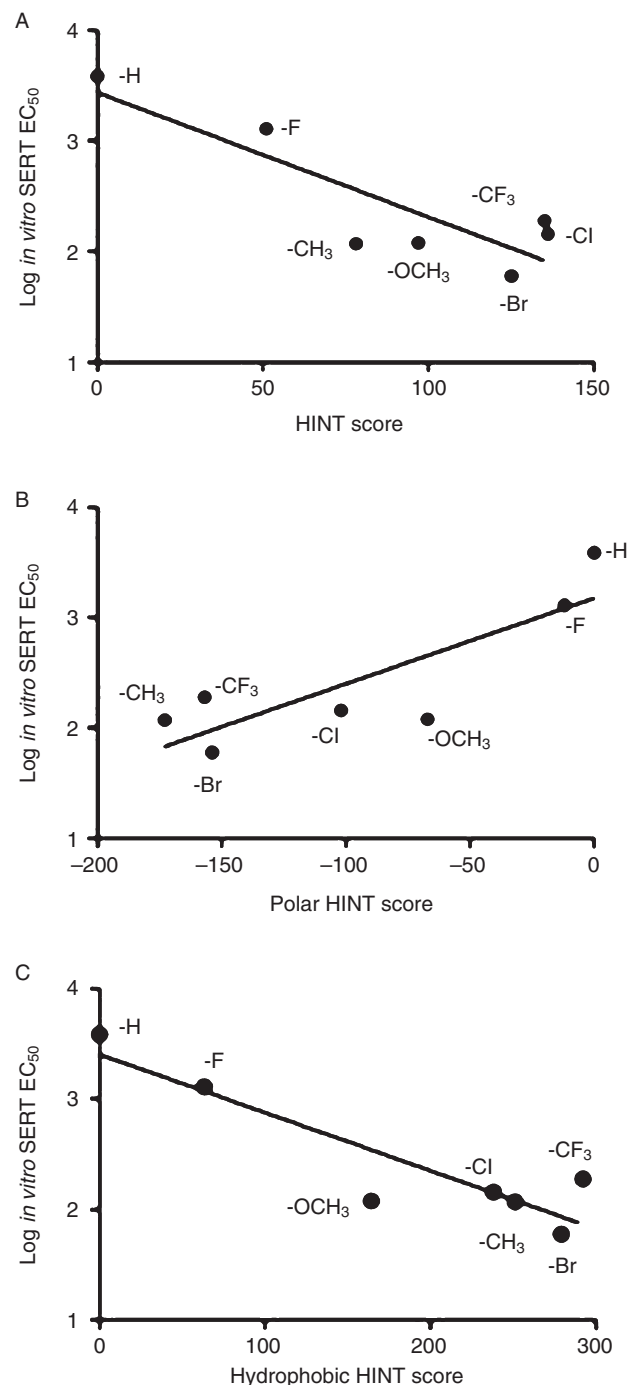 A
Log in vitro SERT EC50
4
3
2
1
-H
-F
-CF3
-Cl
-CH3
-OCH3
-Br
0 50 100 150
HINT score
B
Log in vitro SERT EC50
4
3
2
1
-H
-F
-CH3
-CF3
-Cl
-OCH3
-Br
–200 –150 –100 –50 0
Polar HINT score
C
Log in vitro SERT EC50
4
3
2
1
-H
-F
-CF3
-Cl
-OCH3
-CH3
-Br
0 100 200 300
Hydrophobic HINT score